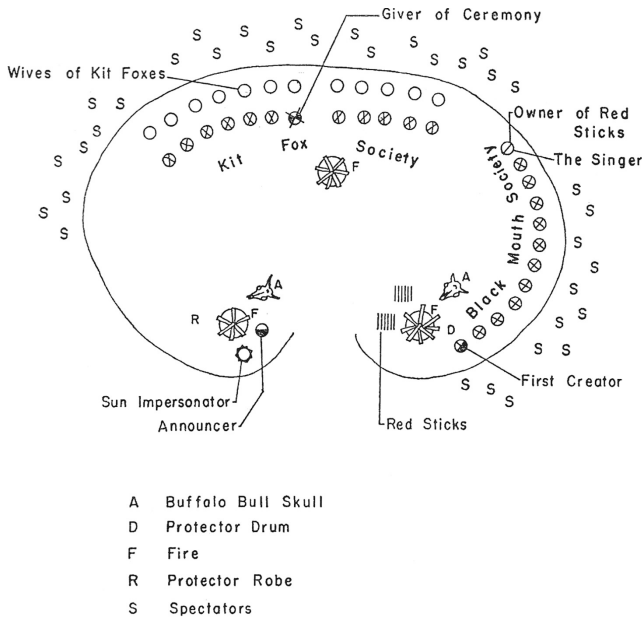 Giver of Ceremony
S
S S S S
S S S S
S S S S
S S
S
Wives of Kit Foxes
S
S S
Owner of Red
Sticks
The Singer
S
S
S
Kit Fox Society
F
S
S
S
S
S
S
Black Mouth Society
S
S
A
A
S
R F
F
D
S
S S
First Creator
S S
S
Sun Impersonator
Announcer
Red Sticks
A Buffalo Bull Skull
D Protector Drum
F Fire
R Protector Robe
S Spectators